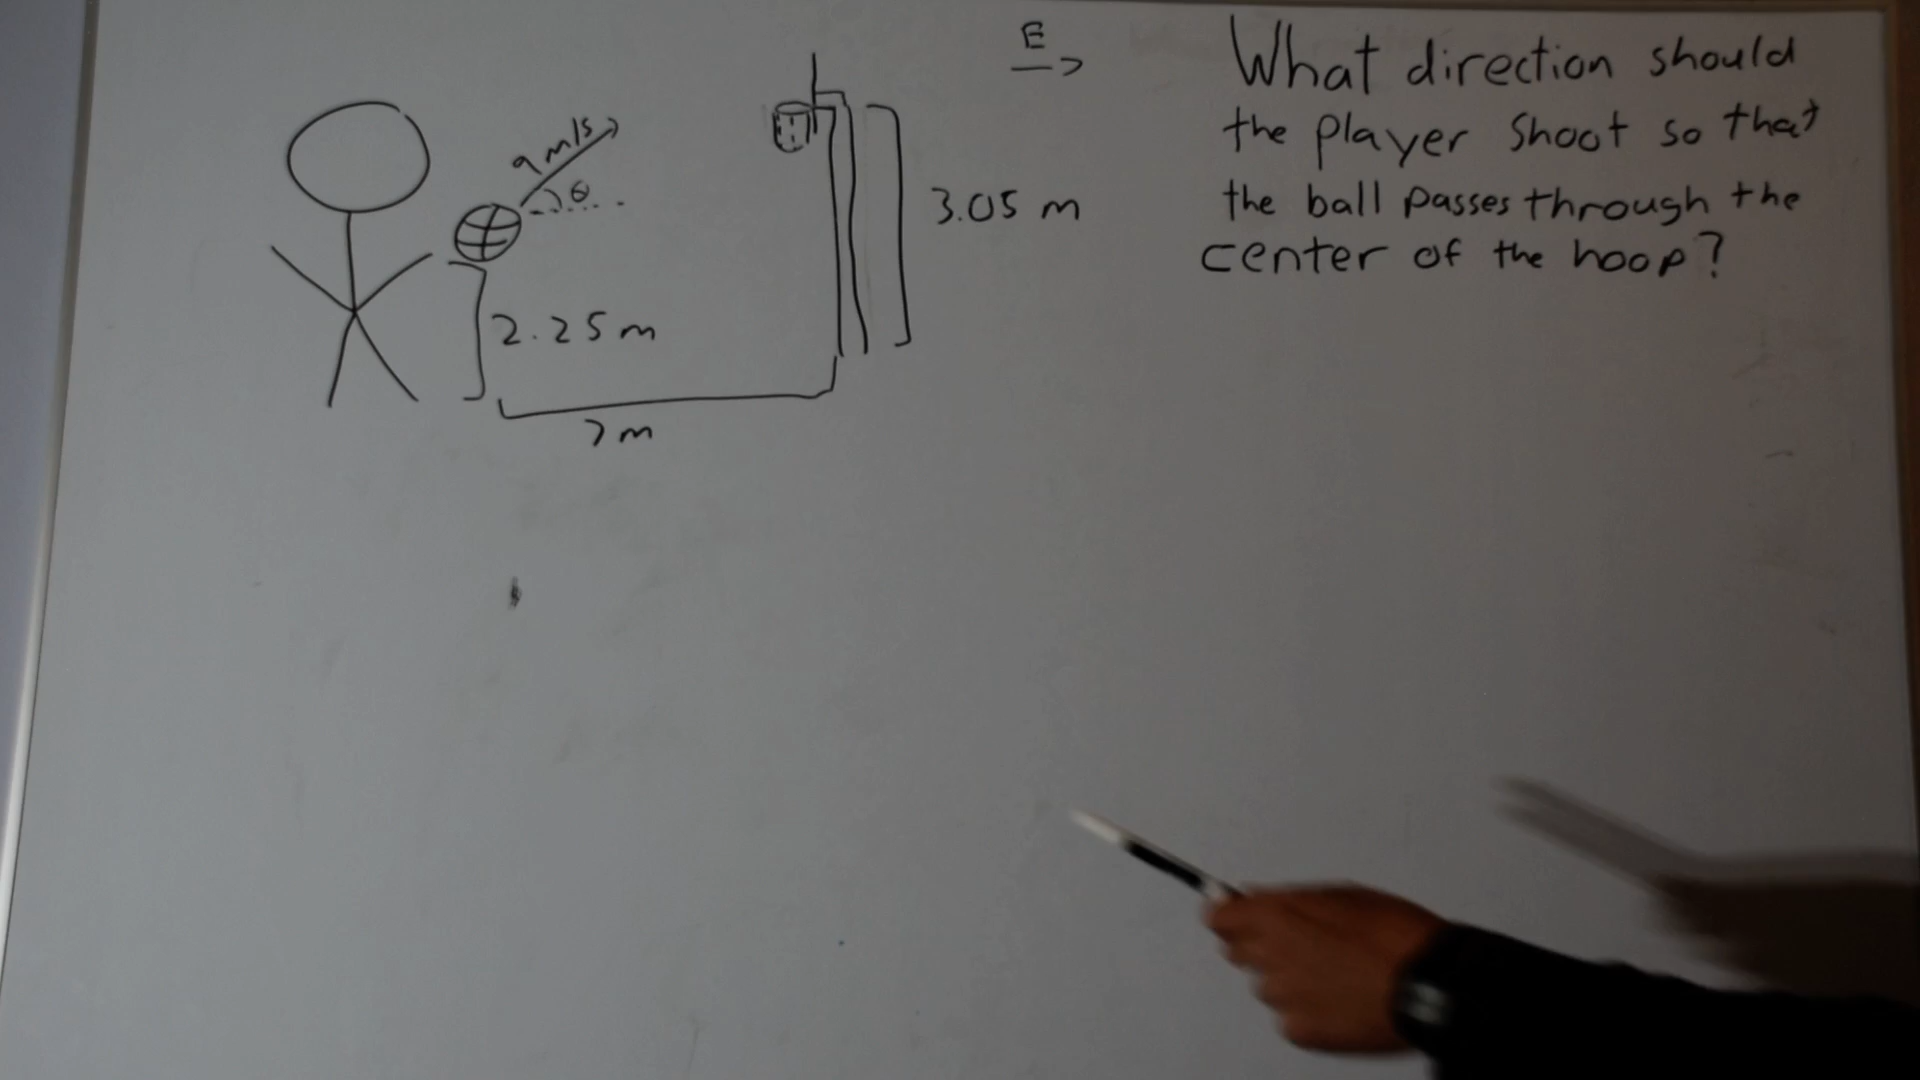 E
What direction should
the player shoot so that
the ball passes through the
center of the hoop?
9 m/s
θ
3.05 m
2.25 m
7 m